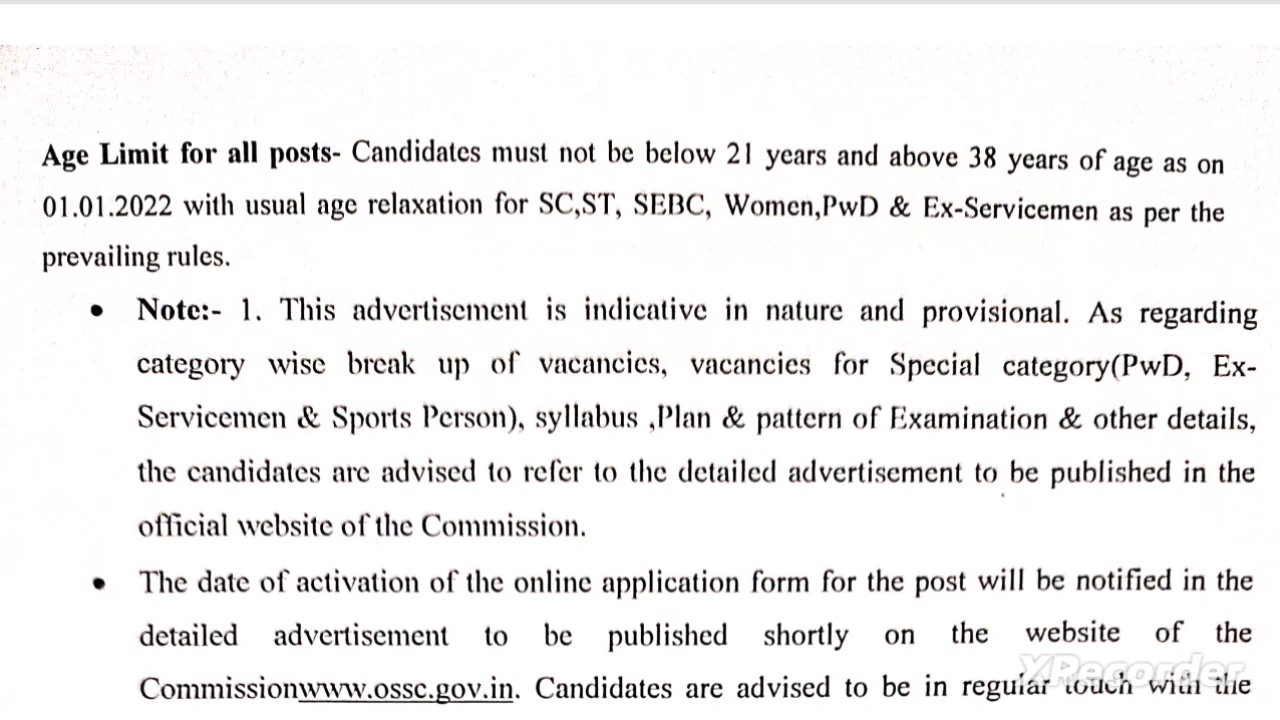 Age Limit for all posts- Candidates must not be below 21 years and above 38 years of age as on
01.01.2022 with usual age relaxation for SC,ST, SEBC, Women,PwD & Ex-Servicemen as per the
prevailing rules.
• Note:- 1. This advertisement is indicative in nature and provisional. As regarding
category wise break up of vacancies, vacancies for Special category(PwD, Ex-
Servicemen & Sports Person), syllabus ,Plan & pattern of Examination & other details,
the candidates are advised to refer to the detailed advertisement to be published in the
official website of the Commission.
• The date of activation of the online application form for the post will be notified in the
detailed advertisement to be published shortly on the website of the
Commissionwww.ossc.gov.in. Candidates are advised to be in regular touch with the
XRecorder